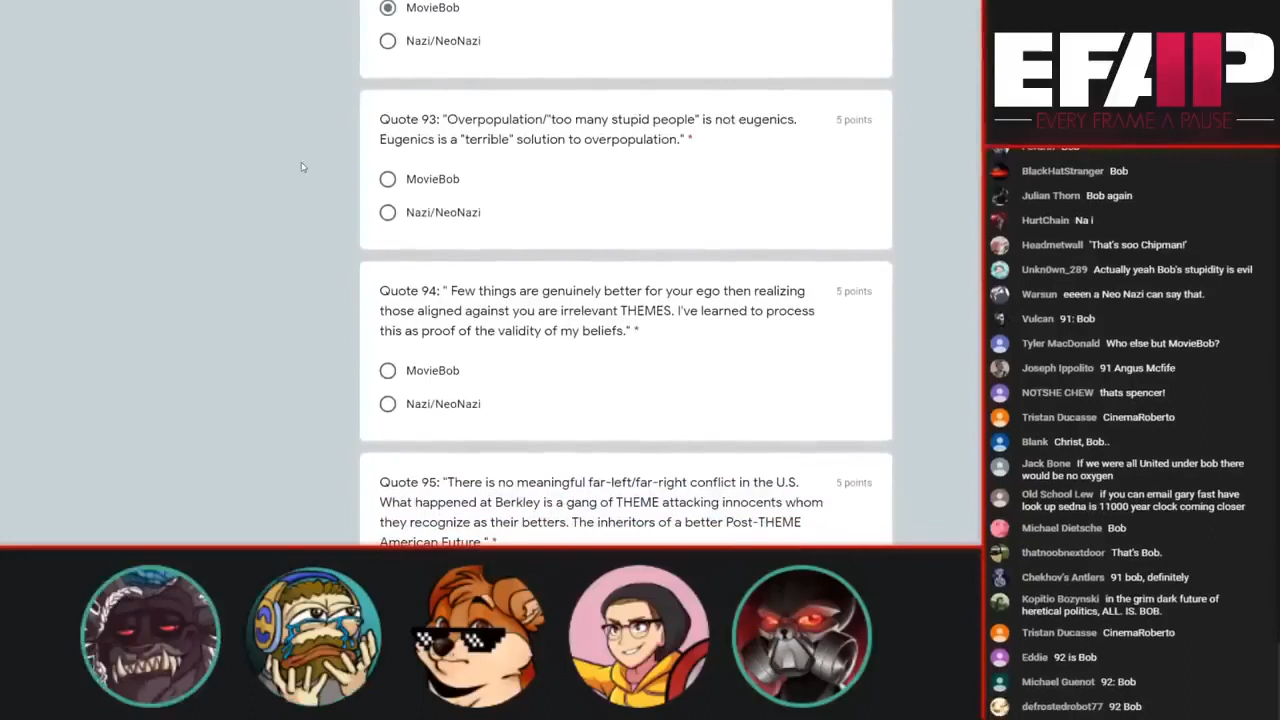 MovieBob
Nazi/NeoNazi
Quote 93: "Overpopulation/"too many stupid people" is not eugenics.
5 points
Eugenics is a "terrible" solution to overpopulation." *
MovieBob
Nazi/NeoNazi
Quote 94: " Few things are genuinely better for your ego then realizing
5 points
those aligned against you are irrelevant THEMES. I've learned to process
this as proof of the validity of my beliefs." *
MovieBob
Nazi/NeoNazi
Quote 95: "There is no meaningful far-left/far-right conflict in the U.S.
5 points
What happened at Berkley is a gang of THEME attacking innocents whom
they recognize as their betters. The inheritors of a better Post-THEME
American Future." *
EFAP
EVERY FRAME A PAUSE
Bob
BlackHatStranger Bob
Julian Thorn Bob again
HurtChain Na i
Headmetwall 'That's soo Chipman!'
Unkn0wn_289 Actually yeah Bob's stupidity is evil
Warsun eeeen a Neo Nazi can say that.
Vulcan 91: Bob
Tyler MacDonald Who else but MovieBob?
Joseph Ippolito 91 Angus Mcfife
NOTSHE CHEW thats spencer!
Tristan Ducasse CinemaRoberto
Blank Christ, Bob..
Jack Bone If we were all United under bob there
would be no oxygen
Old School Lew if you can email gary fast have
look up sedna is 11000 year clock coming closer
Michael Dietsche Bob
thatnoobnextdoor That's Bob.
Chekhov's Antlers 91 bob, definitely
Kopitio Bozynski in the grim dark future of
heretical politics, ALL. IS. BOB.
Tristan Ducasse CinemaRoberto
Eddie 92 is Bob
Michael Guenot 92: Bob
defrostedrobot77 92 Bob